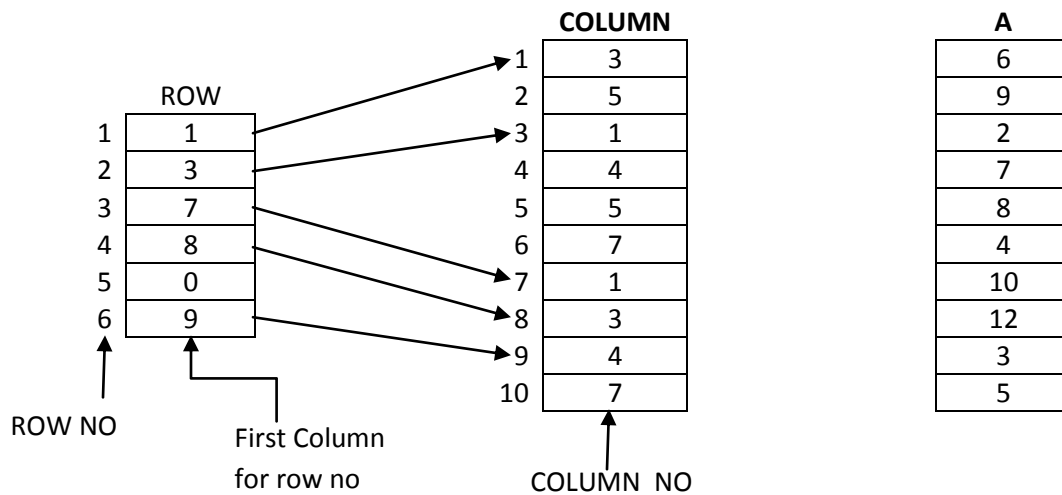 COLUMN A
1 3 6
2 5 9
ROW
1 1 3 1 2
2 3 4 4 7
3 7 5 5 8
4 8 6 7 4
5 0 7 1 10
6 9 8 3 12
9 4 3
10 7 5
ROW NO
First Column
for row no
COLUMN NO